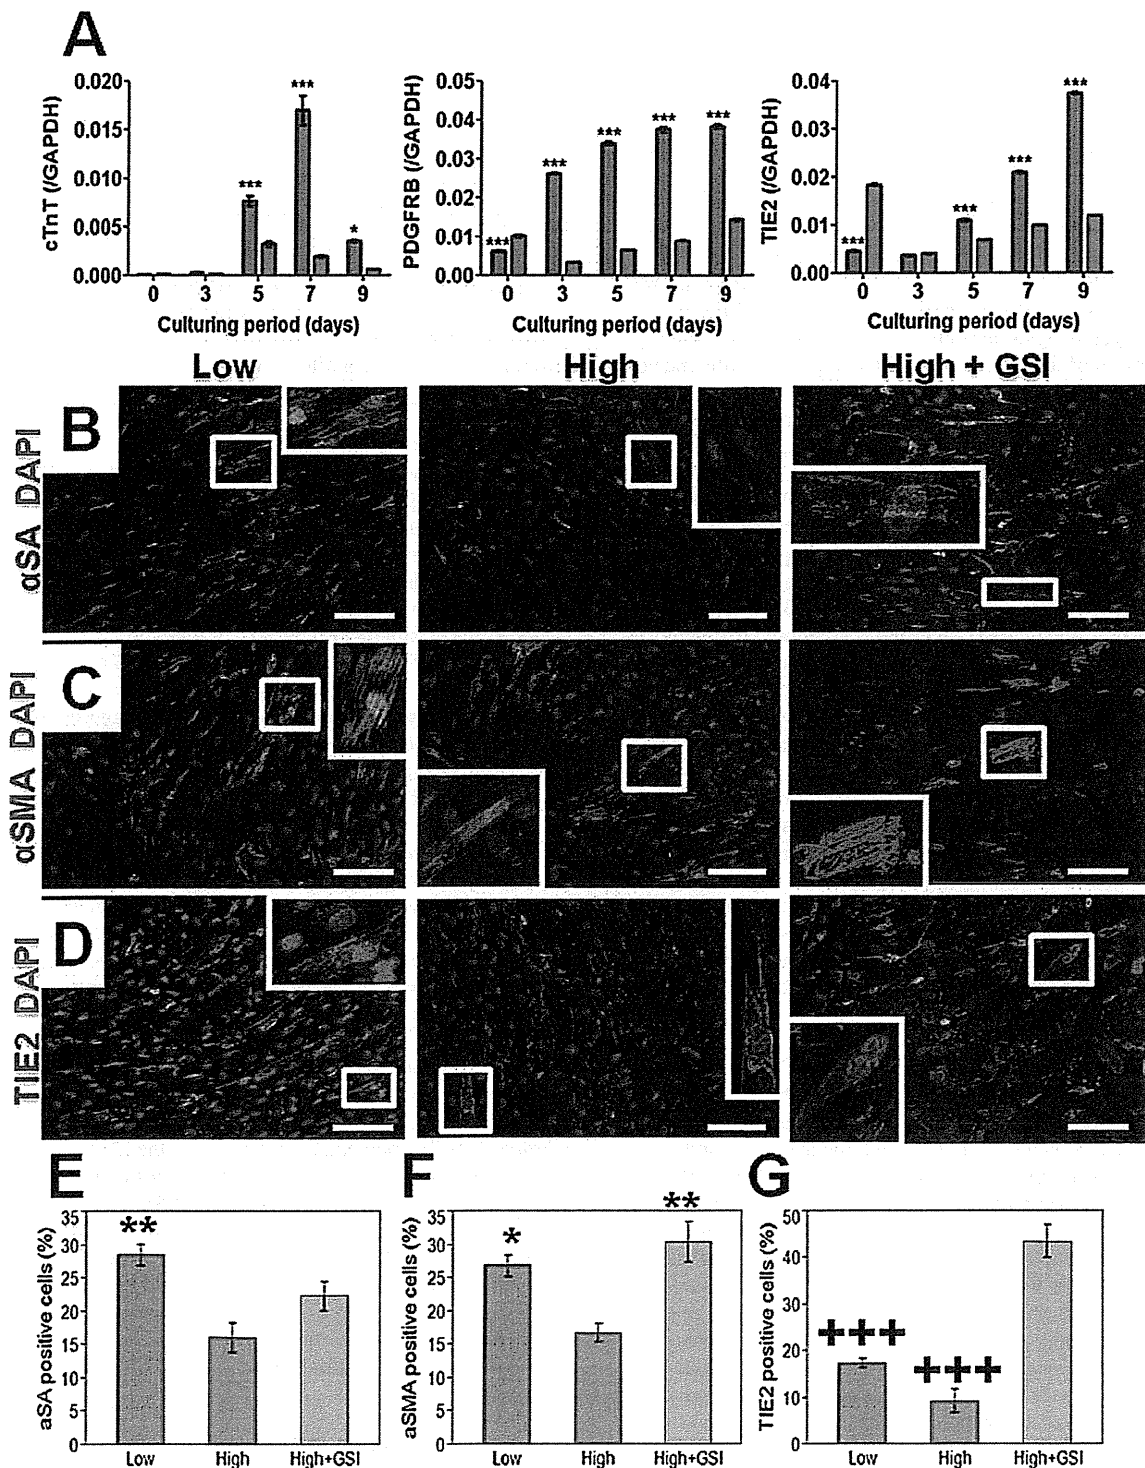 A
cTnT (/GAPDH)
0.020
0.015
0.010
0.005
0.000
***
***
*
0 3 5 7 9
Culturing period (days)
PDGFRB (/GAPDH)
0.05
0.04
0.03
0.02
0.01
0.00
***
***
***
***
***
0 3 5 7 9
Culturing period (days)
TIE2 (/GAPDH)
0.04
0.03
0.02
0.01
0.00
***
***
***
***
0 3 5 7 9
Culturing period (days)
Low
High
High + GSI
B
αSA DAPI
C
αSMA DAPI
D
TIE2 DAPI
E
aSA positive cells (%)
35
30
25
20
15
10
5
0
**
Low High High+GSI
F
aSMA positive cells (%)
35
30
25
20
15
10
5
0
*
**
Low High High+GSI
G
TIE2 positive cells (%)
50
40
30
20
10
0
+++
+++
Low High High+GSI